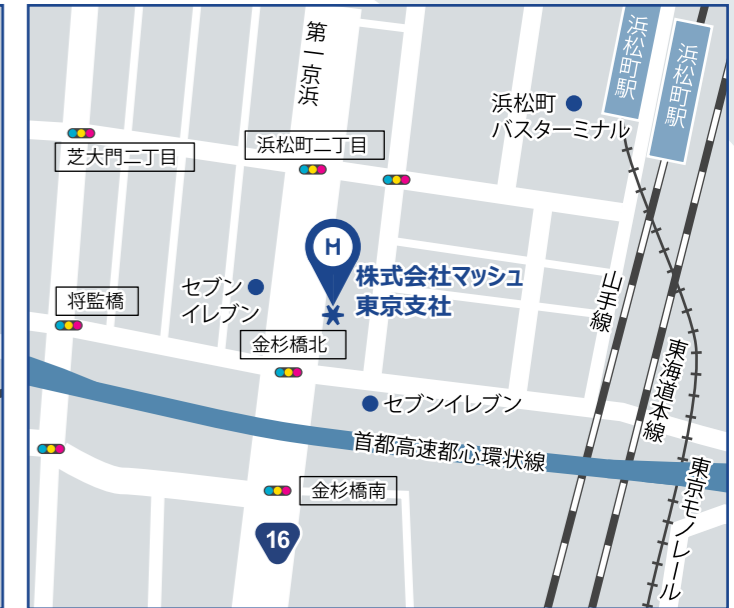 第一京浜
浜松町駅
浜松町駅
浜松町
バスターミナル
芝大門二丁目
浜松町二丁目
H
株式会社マッシュ
東京支社
セブン
イレブン
将監橋
金杉橋北
山手線
東海道本線
セブンイレブン
首都高速都心環状線
東京モノレール
金杉橋南
16